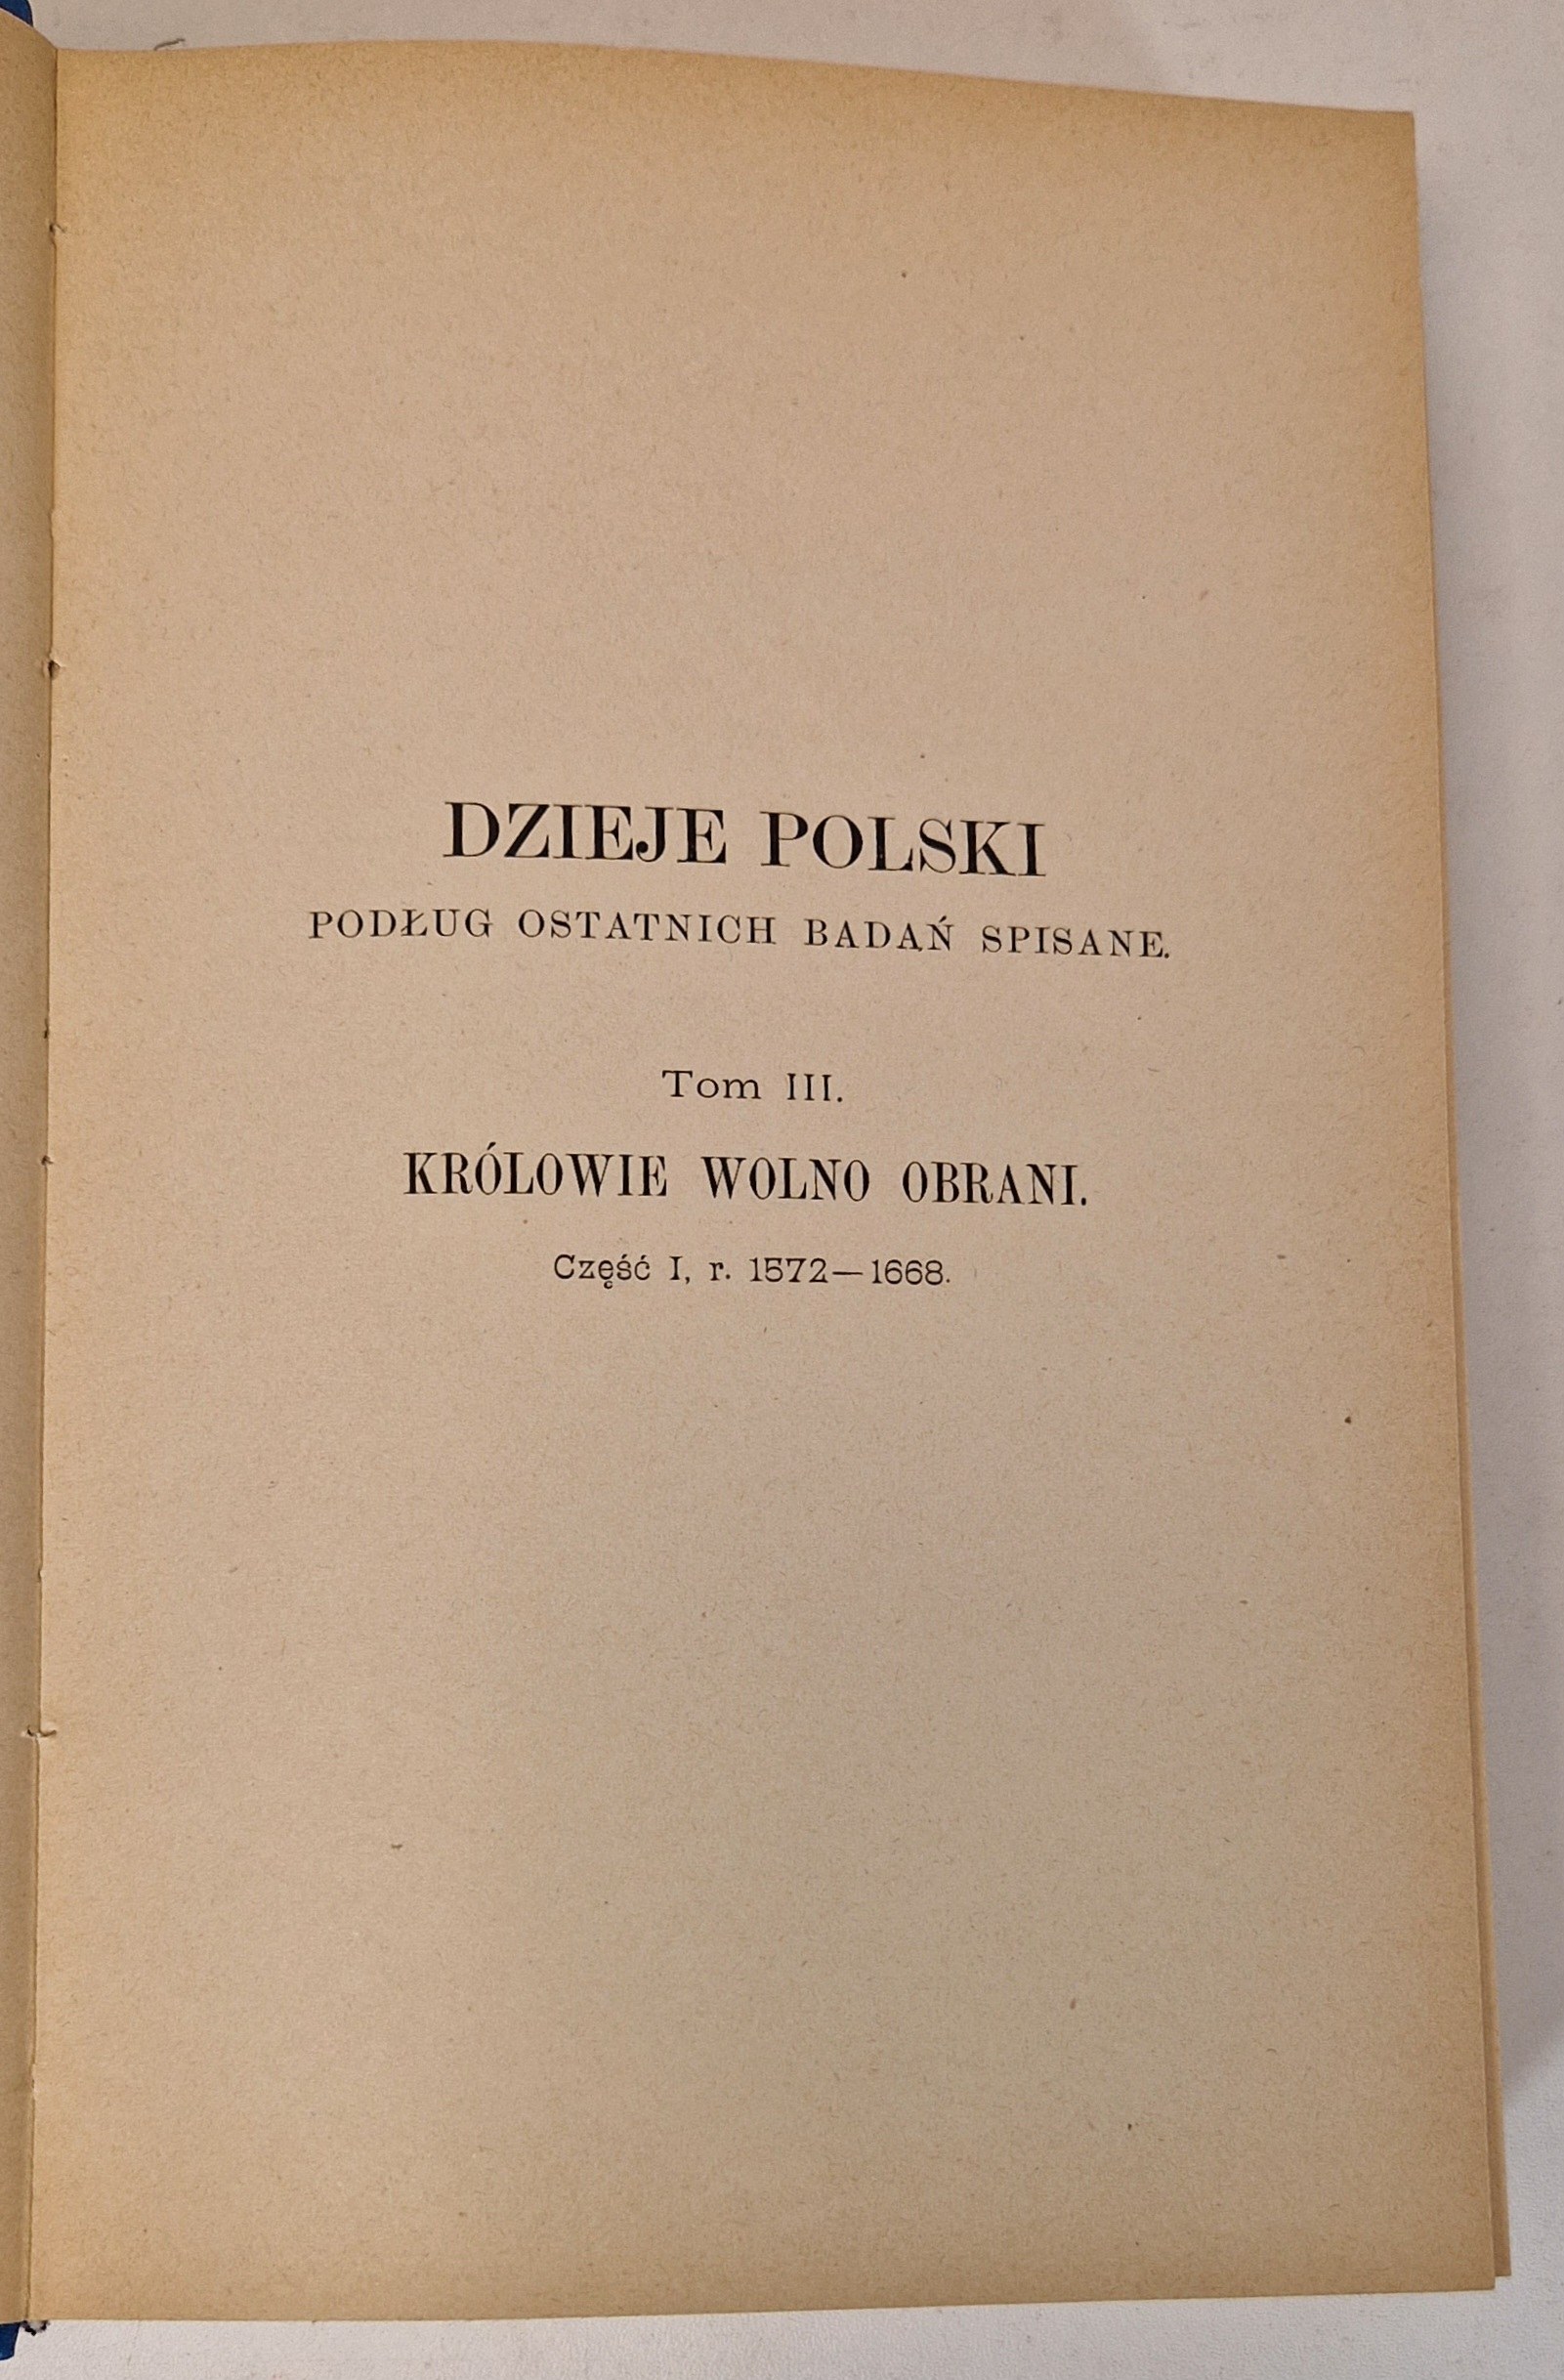 DZIEJE POLSKI
PODŁUG OSTATNICH BADAŃ SPISANE.
Tom III.
KRÓLOWIE WOLNO OBRANI.
Część I, r. 1572—1668.